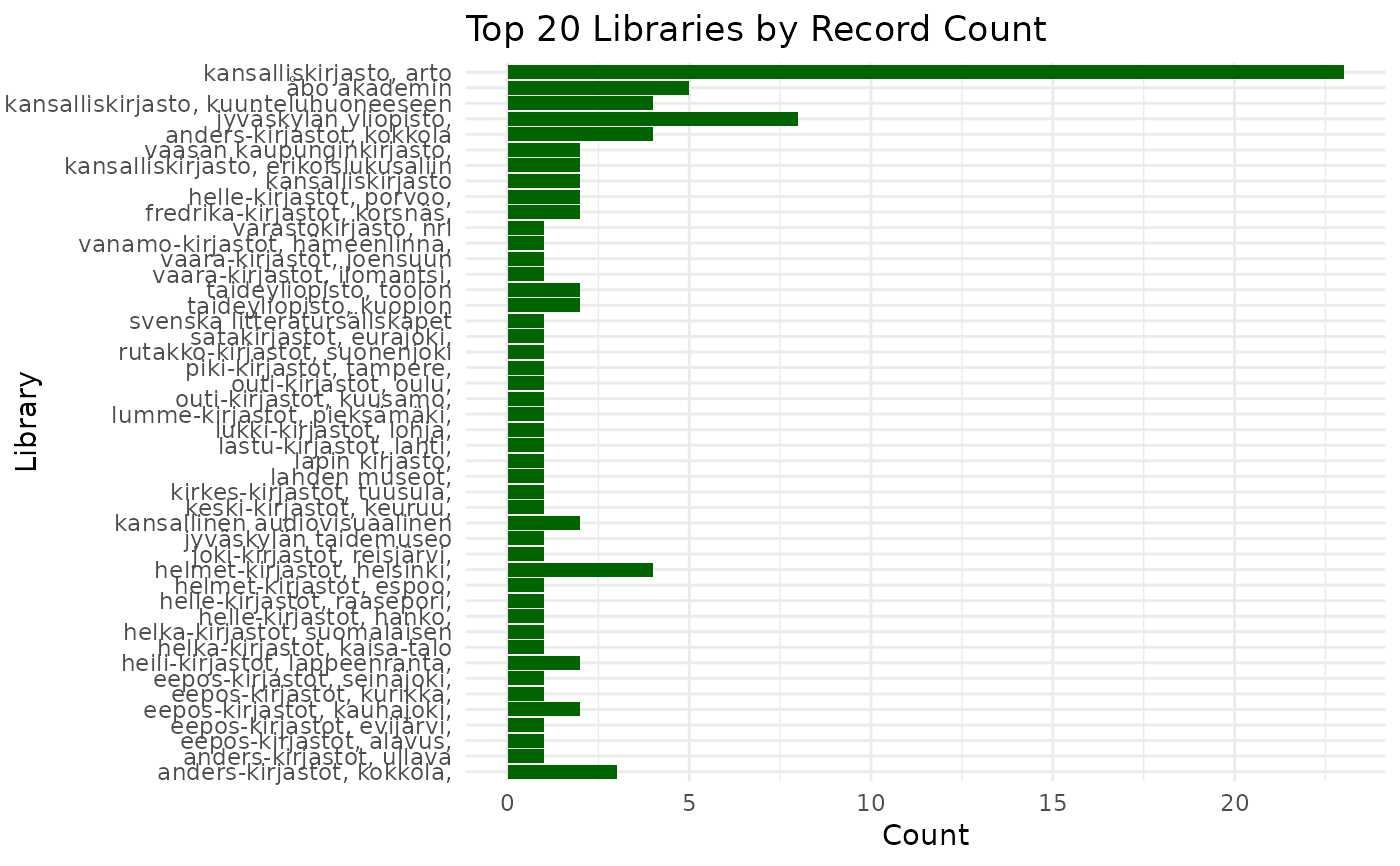 Top 20 Libraries by Record Count
kansalliskirjasto, arto
åbo akademin
kansalliskirjasto, kuunteluhuoneeseen
jyväskylän yliopisto,
anders-kirjastot, kokkola
vaasan kaupunginkirjasto,
kansalliskirjasto, erikoislukusaliin
kansalliskirjasto
helle-kirjastot, porvoo,
fredrika-kirjastot, korsnäs,
varastokirjasto, nrl
vanamo-kirjastot, hämeenlinna,
vaara-kirjastot, joensuun
vaara-kirjastot, ilomantsi,
taideyliopisto, töölön
taideyliopisto, kuopion
svenska litteratursällskapet
satakirjastot, eurajoki,
rutakko-kirjastot, suonenjoki
piki-kirjastot, tampere,
outi-kirjastot, oulu,
outi-kirjastot, kuusamo,
lumme-kirjastot, pieksämäki,
lukki-kirjastot, lohja,
lastu-kirjastot, lahti,
lapin kirjasto,
lahden museot,
kirkes-kirjastot, tuusula,
keski-kirjastot, keuruu,
kansallinen audiovisuaalinen
jyväskylän taidemuseo
joki-kirjastot, reisjärvi,
helmet-kirjastot, helsinki,
helmet-kirjastot, espoo,
helle-kirjastot, raasepori,
helle-kirjastot, hanko,
helka-kirjastot, suomalaisen
helka-kirjastot, kaisa-talo
heili-kirjastot, lappeenranta,
eepos-kirjastot, seinäjoki,
eepos-kirjastot, kurikka,
eepos-kirjastot, kauhajoki,
eepos-kirjastot, evijärvi,
eepos-kirjastot, alavus,
anders-kirjastot, ullava
anders-kirjastot, kokkola,
Library
0 5 10 15 20
Count